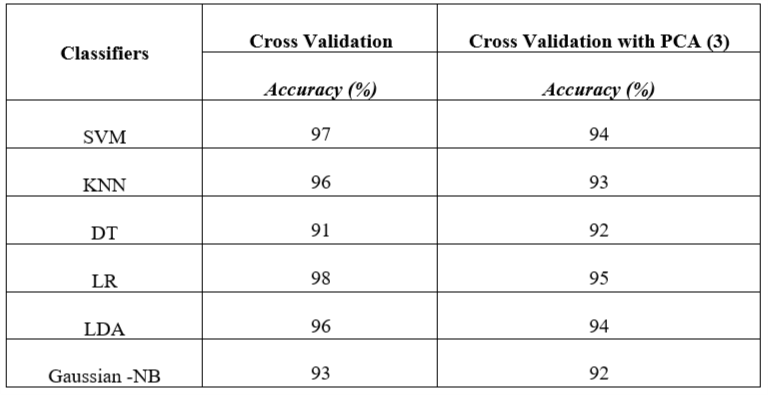 Classifiers
Cross Validation
Cross Validation with PCA (3)
Accuracy (%)
Accuracy (%)
SVM 97 94
KNN 96 93
DT 91 92
LR 98 95
LDA 96 94
Gaussian -NB 93 92